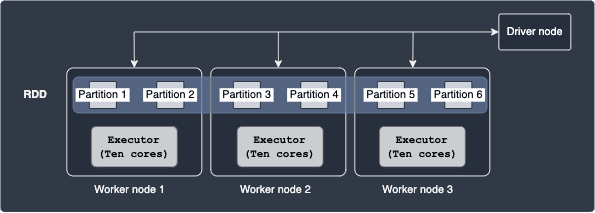 Driver node
RDD
Partition 1 Partition 2 Partition 3 Partition 4 Partition 5 Partition 6
Executor Executor Executor
(Ten cores) (Ten cores) (Ten cores)
Worker node 1 Worker node 2 Worker node 3